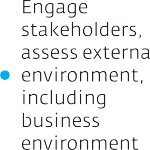 Engage
stakeholders,
assess externa
environment,
including
business
environment